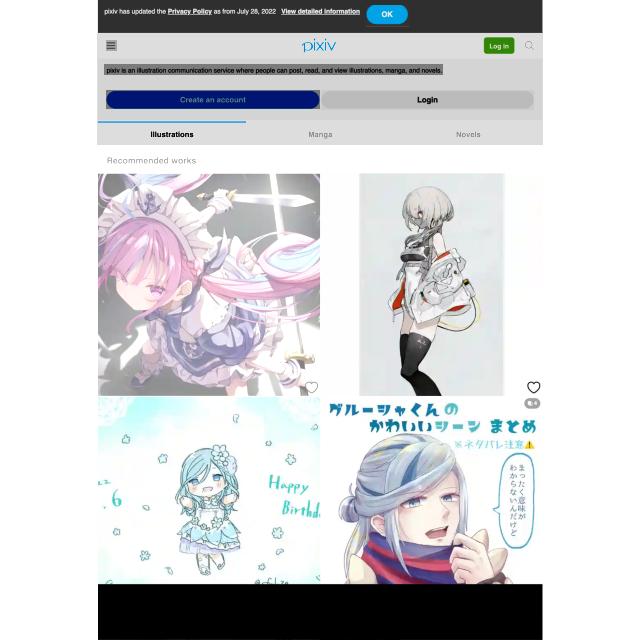 pixiv has updated the Privacy Policy as from July 28, 2022 View detailed information OK
pixiv
Log in
pixiv is an illustration communication service where people can post, read, and view illustrations, manga, and novels.
Create an account Login
Illustrations Manga Novels
Recommended works
4
グルーシャくんの
かわいいシーン まとめ
※ネタバレ注意⚠
まったく意味が
わからないんだけど
.6
Happy
Birthd